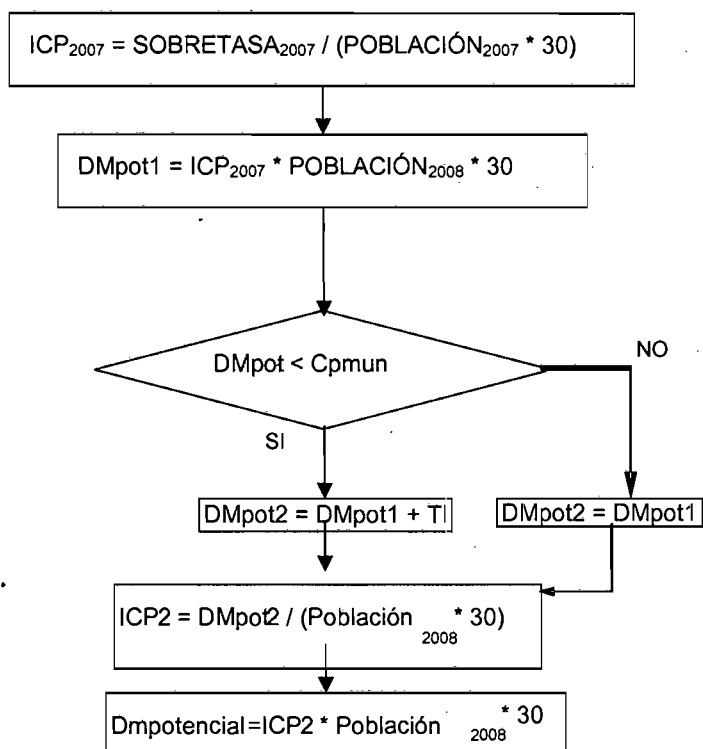 ICP2007 = SOBRETASA2007 / (POBLACIÓN2007 * 30)
DMpot1 = ICP2007 * POBLACIÓN2008 * 30
DMpot < Cpmun
NO
SI
DMpot2 = DMpot1 + TI
DMpot2 = DMpot1
ICP2 = DMpot2 / (Población 2008 * 30)
Dmpotencial=ICP2 * Población 2008 * 30